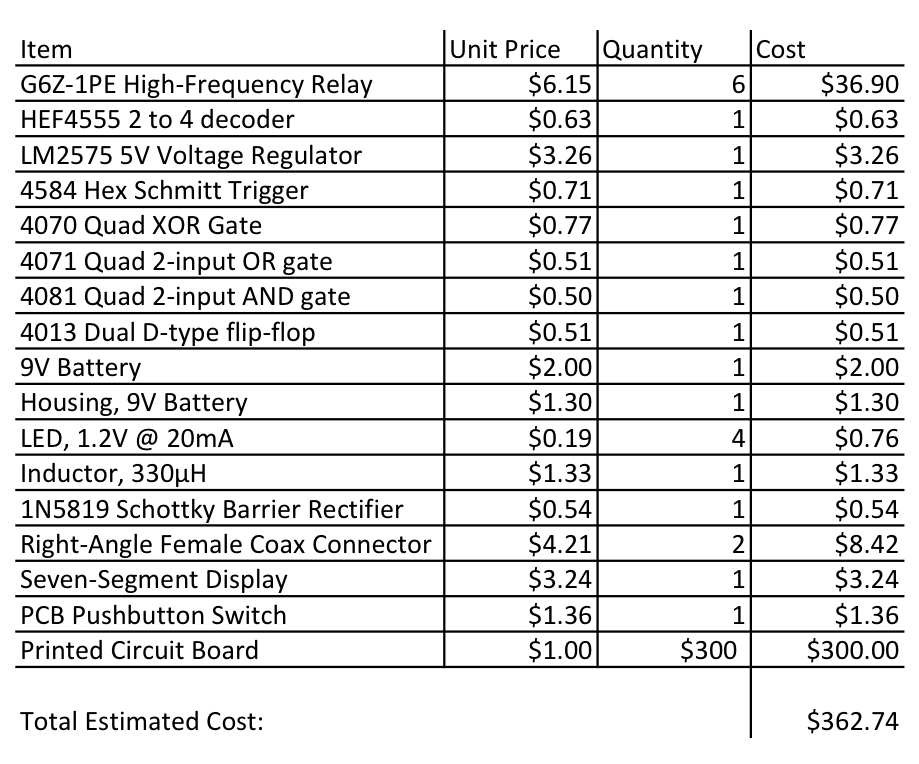 Item Unit Price Quantity Cost
G6Z-1PE High-Frequency Relay $6.15 6 $36.90
HEF4555 2 to 4 decoder $0.63 1 $0.63
LM2575 5V Voltage Regulator $3.26 1 $3.26
4584 Hex Schmitt Trigger $0.71 1 $0.71
4070 Quad XOR Gate $0.77 1 $0.77
4071 Quad 2-input OR gate $0.51 1 $0.51
4081 Quad 2-input AND gate $0.50 1 $0.50
4013 Dual D-type flip-flop $0.51 1 $0.51
9V Battery $2.00 1 $2.00
Housing, 9V Battery $1.30 1 $1.30
LED, 1.2V @ 20mA $0.19 4 $0.76
Inductor, 330µH $1.33 1 $1.33
1N5819 Schottky Barrier Rectifier $0.54 1 $0.54
Right-Angle Female Coax Connector $4.21 2 $8.42
Seven-Segment Display $3.24 1 $3.24
PCB Pushbutton Switch $1.36 1 $1.36
Printed Circuit Board $1.00 $300 $300.00
Total Estimated Cost: $362.74